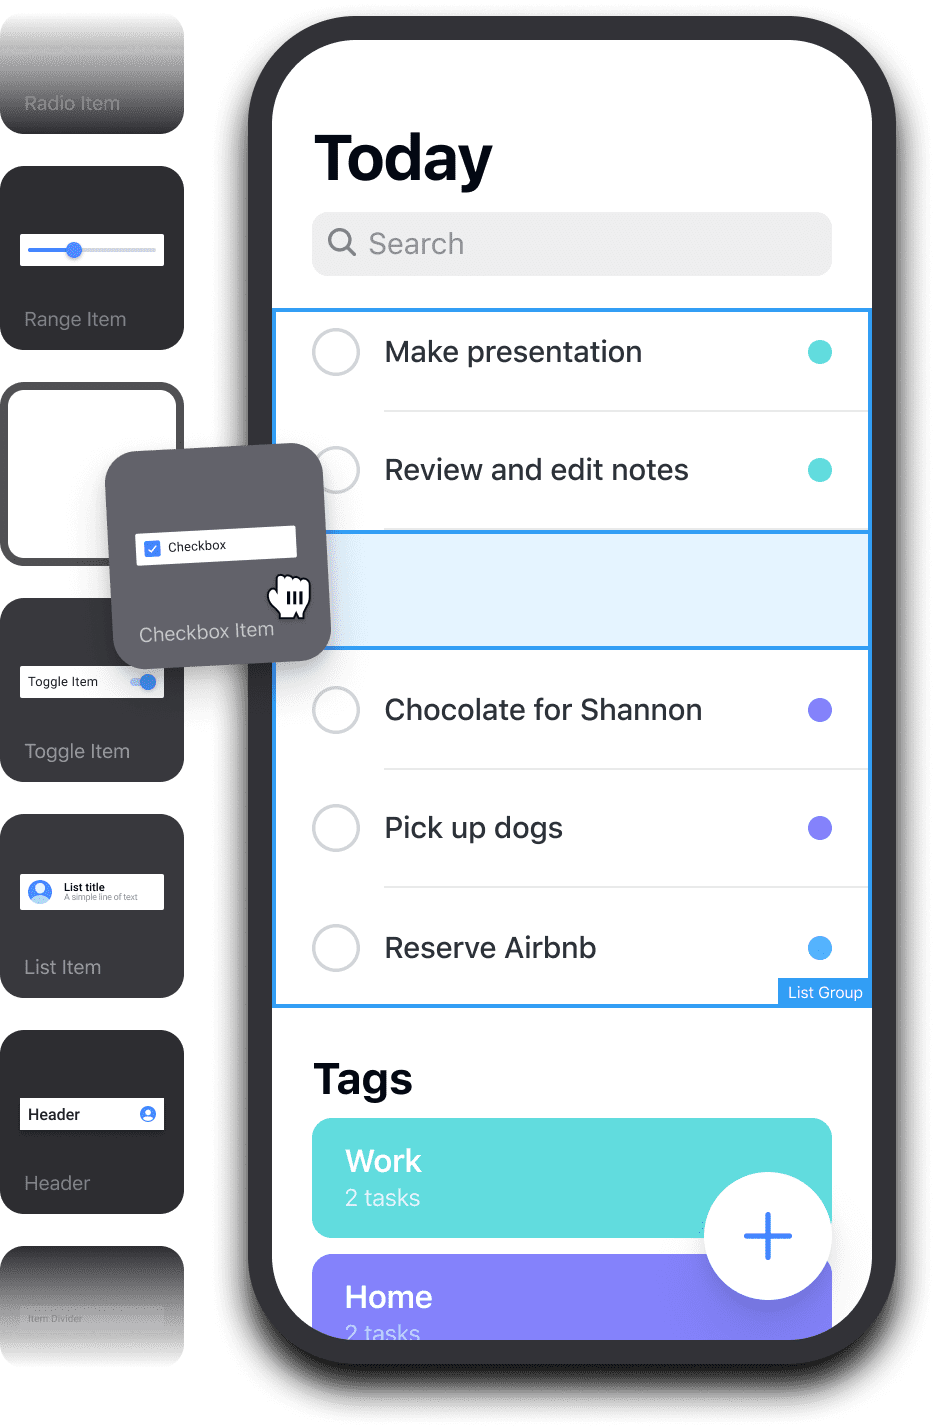 Radio Item
Range Item
Checkbox
Checkbox Item
Toggle Item
Toggle Item
List title
A simple line of text
List Item
Header
Header
Item Divider
Today
Search
Make presentation
Review and edit notes
Chocolate for Shannon
Pick up dogs
Reserve Airbnb
List Group
Tags
Work
2 tasks
Home
2 tasks